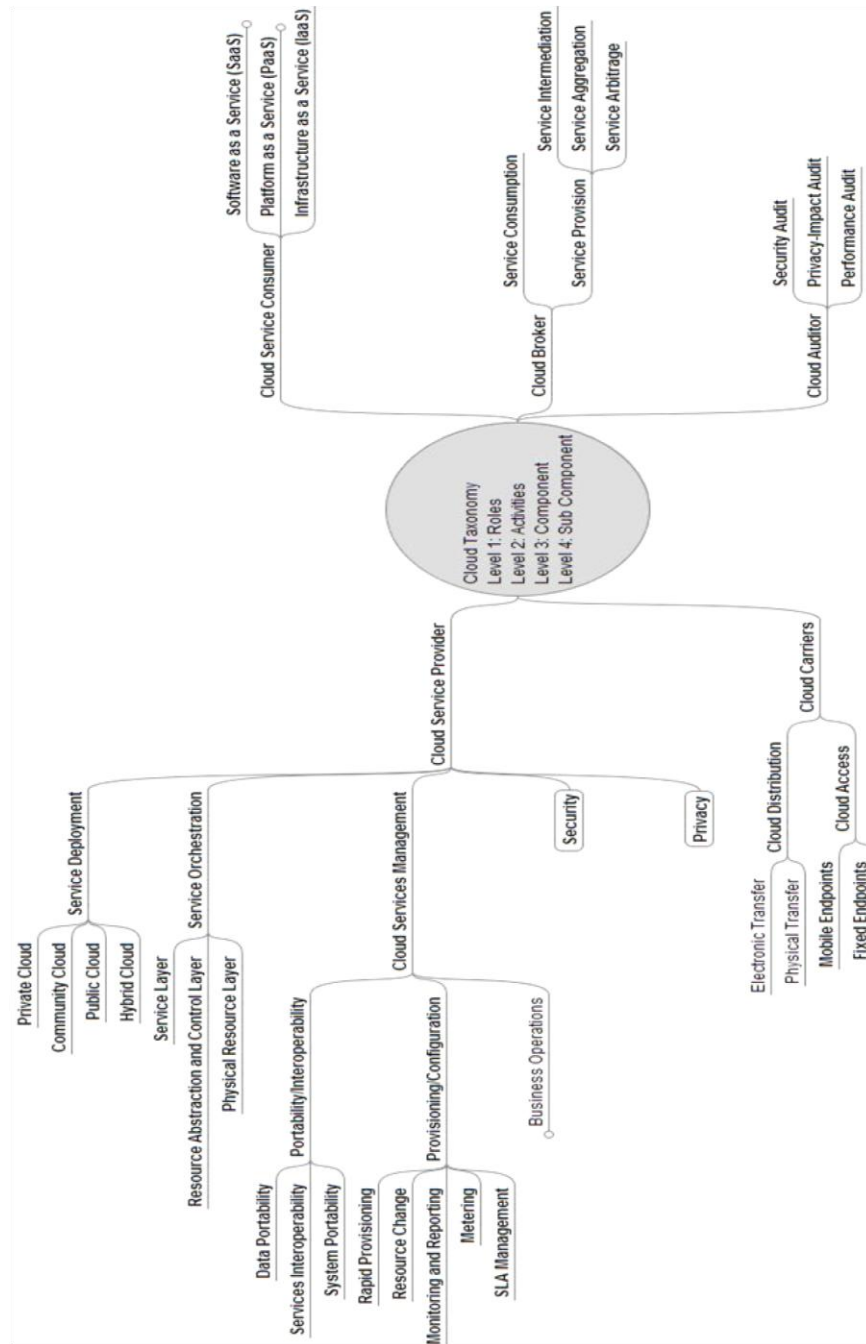 Cloud Taxonomy
Level 1: Roles
Level 2: Activities
Level 3: Component
Level 4: Sub Component
Cloud Service Provider
Service Deployment
Private Cloud
Community Cloud
Public Cloud
Hybrid Cloud
Service Orchestration
Service Layer
Resource Abstraction and Control Layer
Physical Resource Layer
Cloud Services Management
Portability/Interoperability
Data Portability
Services Interoperability
System Portability
Provisioning/Configuration
Rapid Provisioning
Resource Change
Monitoring and Reporting
Metering
SLA Management
Business Operations
Security
Privacy
Cloud Carriers
Cloud Distribution
Electronic Transfer
Physical Transfer
Cloud Access
Mobile Endpoints
Fixed Endpoints
Cloud Service Consumer
Software as a Service (SaaS)
Platform as a Service (PaaS)
Infrastructure as a Service (IaaS)
Cloud Broker
Service Consumption
Service Provision
Service Intermediation
Service Aggregation
Service Arbitrage
Cloud Auditor
Security Audit
Privacy-Impact Audit
Performance Audit